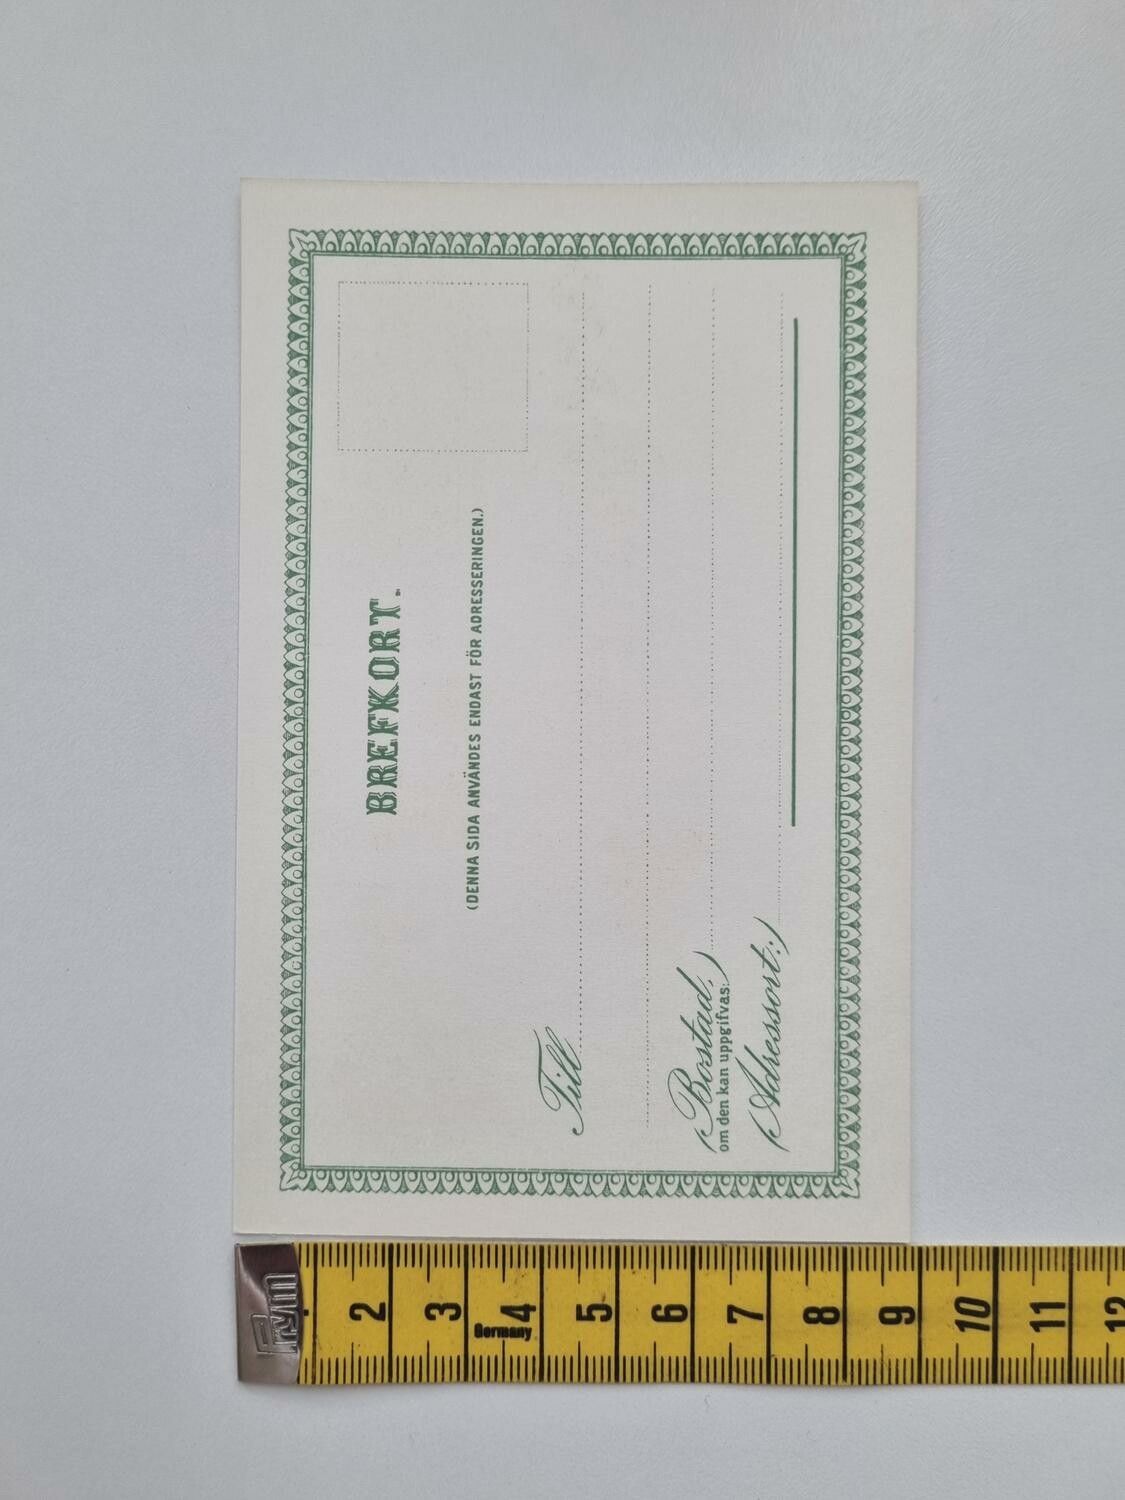 BREFKORT.
(DENNA SIDA ANVÄNDES ENDAST FÖR ADRESSERINGEN.)
Till
(Bostad,)
om den kan uppgifvas:
(Adressort:)
Prym
2 3 4 5 6 7 8 9 10 11 12
Germany